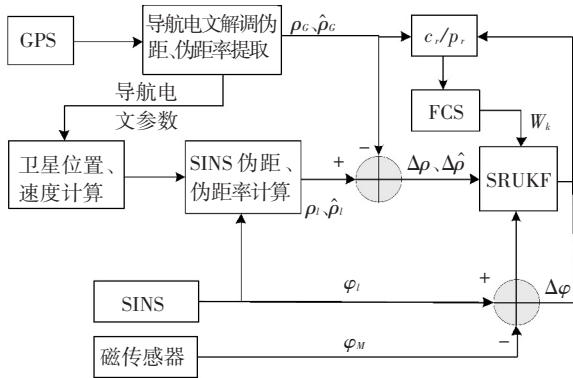 GPS
导航电文解调伪
距、伪距率提取
ρG、ρ̂G
cr/pr
导航电
文参数
FCS
Wk
卫星位置、
速度计算
SINS 伪距、
伪距率计算
+
−
Δρ、Δρ̂
ρl、ρ̂l
SRUKF
SINS
φl
+
Δφ
磁传感器
φM
−